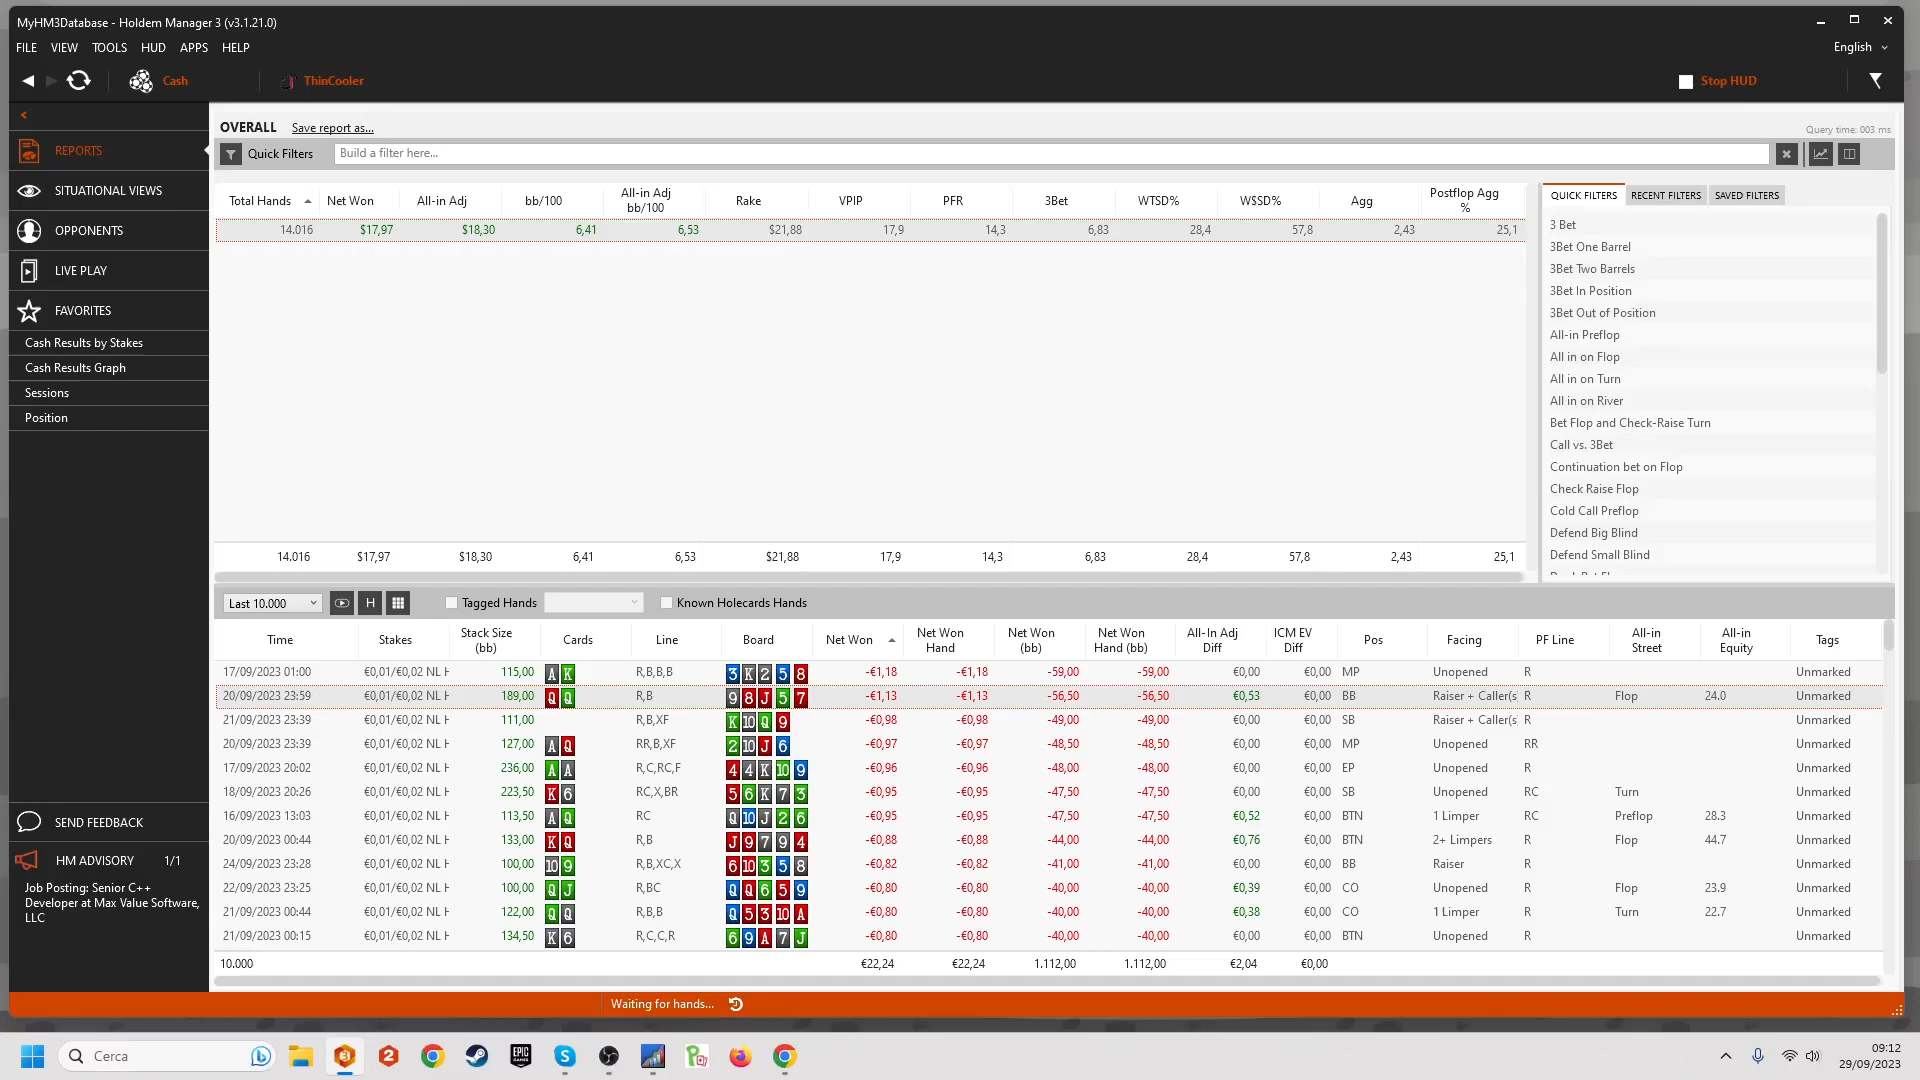 MyHM3Database - Holdem Manager 3 (v3.1.21.0)
FILE VIEW TOOLS HUD APPS HELP
English
Cash
ThinCooler
Stop HUD
OVERALL Save report as...
Query time: 003 ms
REPORTS
SITUATIONAL VIEWS
OPPONENTS
LIVE PLAY
FAVORITES
Cash Results by Stakes
Cash Results Graph
Sessions
Position
SEND FEEDBACK
HM ADVISORY 1/1
Job Posting: Senior C++
Developer at Max Value Software,
LLC
Quick Filters Build a filter here...
Total Hands Net Won All-in Adj bb/100 All-in Adj bb/100 Rake VPIP PFR 3Bet WTSD% W$SD% Agg Postflop Agg %
14.016 $17,97 $18,30 6,41 6,53 $21,88 17,9 14,3 6,83 28,4 57,8 2,43 25,1
14.016 $17,97 $18,30 6,41 6,53 $21,88 17,9 14,3 6,83 28,4 57,8 2,43 25,1
QUICK FILTERS RECENT FILTERS SAVED FILTERS
3 Bet
3Bet One Barrel
3Bet Two Barrels
3Bet In Position
3Bet Out of Position
All-in Preflop
All in on Flop
All in on Turn
All in on River
Bet Flop and Check-Raise Turn
Call vs. 3Bet
Continuation bet on Flop
Check Raise Flop
Cold Call Preflop
Defend Big Blind
Defend Small Blind
Last 10.000 H Tagged Hands Known Holecards Hands
Time Stakes Stack Size (bb) Cards Line Board Net Won Net Won Hand Net Won (bb) Net Won Hand (bb) All-In Adj Diff ICM EV Diff Pos Facing PF Line All-in Street All-in Equity Tags
17/09/2023 01:00 €0,01/€0,02 NL H 115,00 A K R,B,B,B 3 K 2 5 8 -€1,18 -€1,18 -59,00 -59,00 €0,00 €0,00 MP Unopened R Unmarked
20/09/2023 23:59 €0,01/€0,02 NL H 189,00 Q Q R,B 9 8 J 5 7 -€1,13 -€1,13 -56,50 -56,50 €0,53 €0,00 BB Raiser + Caller(s) R Flop 24.0 Unmarked
21/09/2023 23:39 €0,01/€0,02 NL H 111,00 R,B,XF K 10 Q 9 -€0,98 -€0,98 -49,00 -49,00 €0,00 €0,00 SB Raiser + Caller(s) R Unmarked
20/09/2023 23:39 €0,01/€0,02 NL H 127,00 A Q RR,B,XF 2 10 J 6 -€0,97 -€0,97 -48,50 -48,50 €0,00 €0,00 MP Unopened RR Unmarked
17/09/2023 20:02 €0,01/€0,02 NL H 236,00 A A R,C,RC,F 4 4 K 10 9 -€0,96 -€0,96 -48,00 -48,00 €0,00 €0,00 EP Unopened R Unmarked
18/09/2023 20:26 €0,01/€0,02 NL H 223,50 K 6 RC,X,BR 5 6 K 7 3 -€0,95 -€0,95 -47,50 -47,50 €0,00 €0,00 SB Unopened RC Turn Unmarked
16/09/2023 13:03 €0,01/€0,02 NL H 113,50 A Q RC Q 10 J 2 6 -€0,95 -€0,95 -47,50 -47,50 €0,52 €0,00 BTN 1 Limper RC Preflop 28.3 Unmarked
20/09/2023 00:44 €0,01/€0,02 NL H 133,00 K Q R,B J 9 7 9 4 -€0,88 -€0,88 -44,00 -44,00 €0,76 €0,00 BTN 2+ Limpers R Flop 44.7 Unmarked
24/09/2023 23:28 €0,01/€0,02 NL H 100,00 10 9 R,B,XC,X 6 10 3 5 8 -€0,82 -€0,82 -41,00 -41,00 €0,00 €0,00 BB Raiser R Unmarked
22/09/2023 23:25 €0,01/€0,02 NL H 100,00 Q J R,BC Q Q 6 5 9 -€0,80 -€0,80 -40,00 -40,00 €0,39 €0,00 CO Unopened R Flop 23.9 Unmarked
21/09/2023 00:44 €0,01/€0,02 NL H 122,00 Q Q R,B,B Q 5 3 10 A -€0,80 -€0,80 -40,00 -40,00 €0,38 €0,00 CO 1 Limper R Turn 22.7 Unmarked
21/09/2023 00:15 €0,01/€0,02 NL H 134,50 K 6 R,C,C,R 6 9 A 7 J -€0,80 -€0,80 -40,00 -40,00 €0,00 €0,00 BTN Unopened R Unmarked
10.000 €22,24 €22,24 1.112,00 1.112,00 €2,04 €0,00
Waiting for hands...
Cerca
EPIC GAMES
09:12
29/09/2023